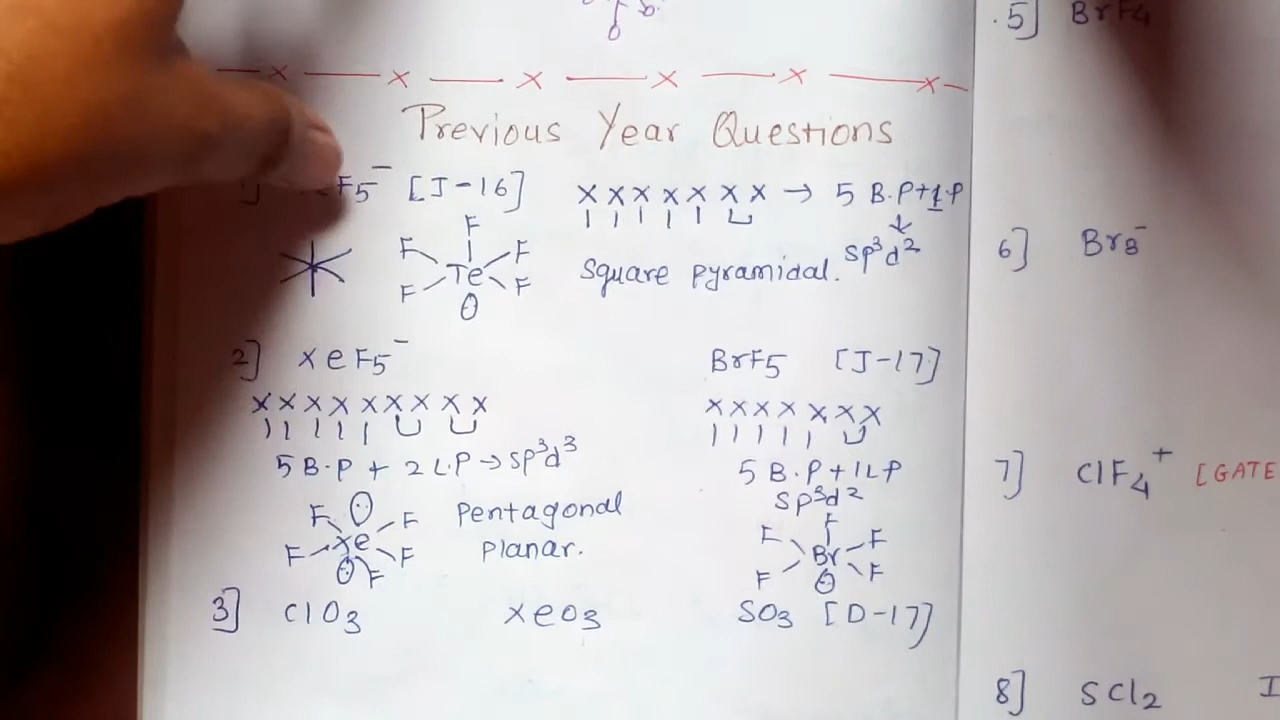 Previous Year Questions
1] F5⁻ [J-16] x x x x x x x → 5 B.P + 1 l.P
sp³d²
F
F F
Te
F F
Square pyramidal.
2] XeF5⁻
x x x x x x x x x
5 B.P + 2 L.P → sp³d³
F F
F Xe F
F
Pentagonal
planar.
BrF5 [J-17]
x x x x x x x
5 B.P + 1 LP
sp³d²
F
F F
Br
F F
3] ClO3 XeO3 SO3 [D-17]
5] BrF4
6] Br3⁻
7] ClF4⁺ [GATE
8] SCl2 I